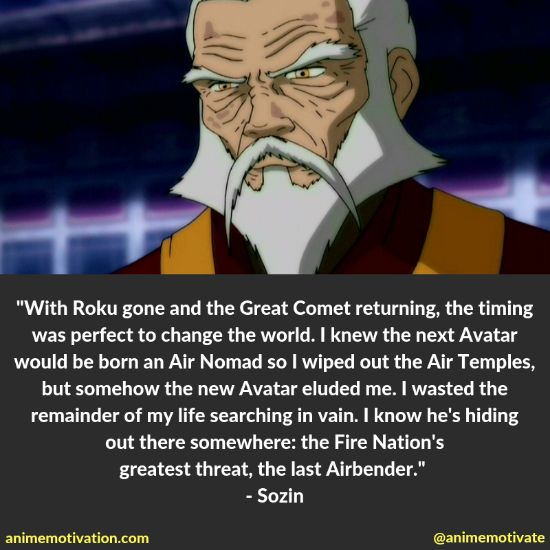 "With Roku gone and the Great Comet returning, the timing
was perfect to change the world. I knew the next Avatar
would be born an Air Nomad so I wiped out the Air Temples,
but somehow the new Avatar eluded me. I wasted the
remainder of my life searching in vain. I know he's hiding
out there somewhere: the Fire Nation's
greatest threat, the last Airbender."
- Sozin
animemotivation.com
@animemotivate